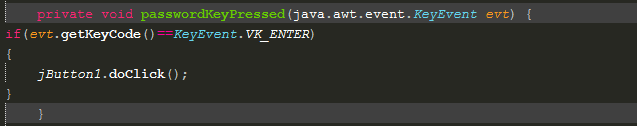 private void passwordKeyPressed(java.awt.event.KeyEvent evt) {
if(evt.getKeyCode()==KeyEvent.VK_ENTER)
{
jButton1.doClick();
}
}